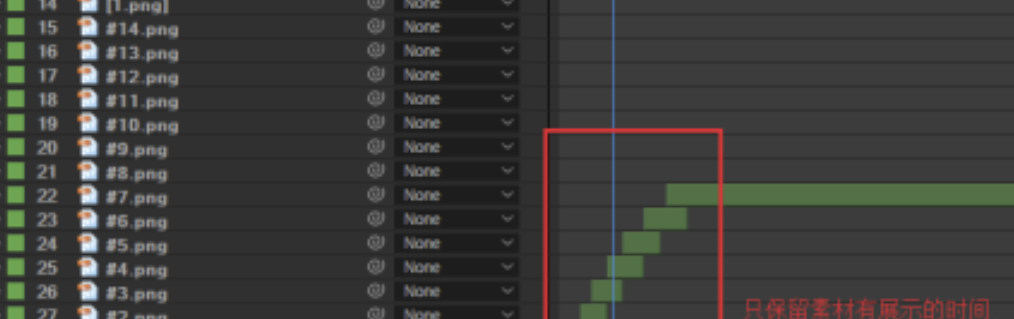 14 [1.png] None
15 #14.png None
16 #13.png None
17 #12.png None
18 #11.png None
19 #10.png None
20 #9.png None
21 #8.png None
22 #7.png None
23 #6.png None
24 #5.png None
25 #4.png None
26 #3.png None
只保留素材有展示的时间
27 #2.png None